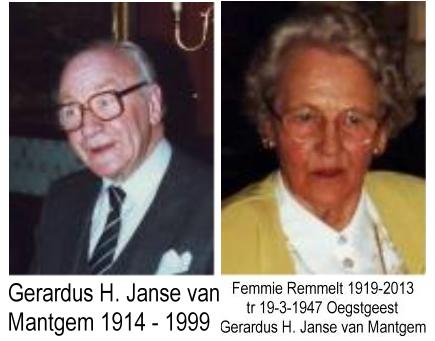 Gerardus H. Janse van
Mantgem 1914 - 1999
Femmie Remmelt 1919-2013
tr 19-3-1947 Oegstgeest
Gerardus H. Janse van Mantgem